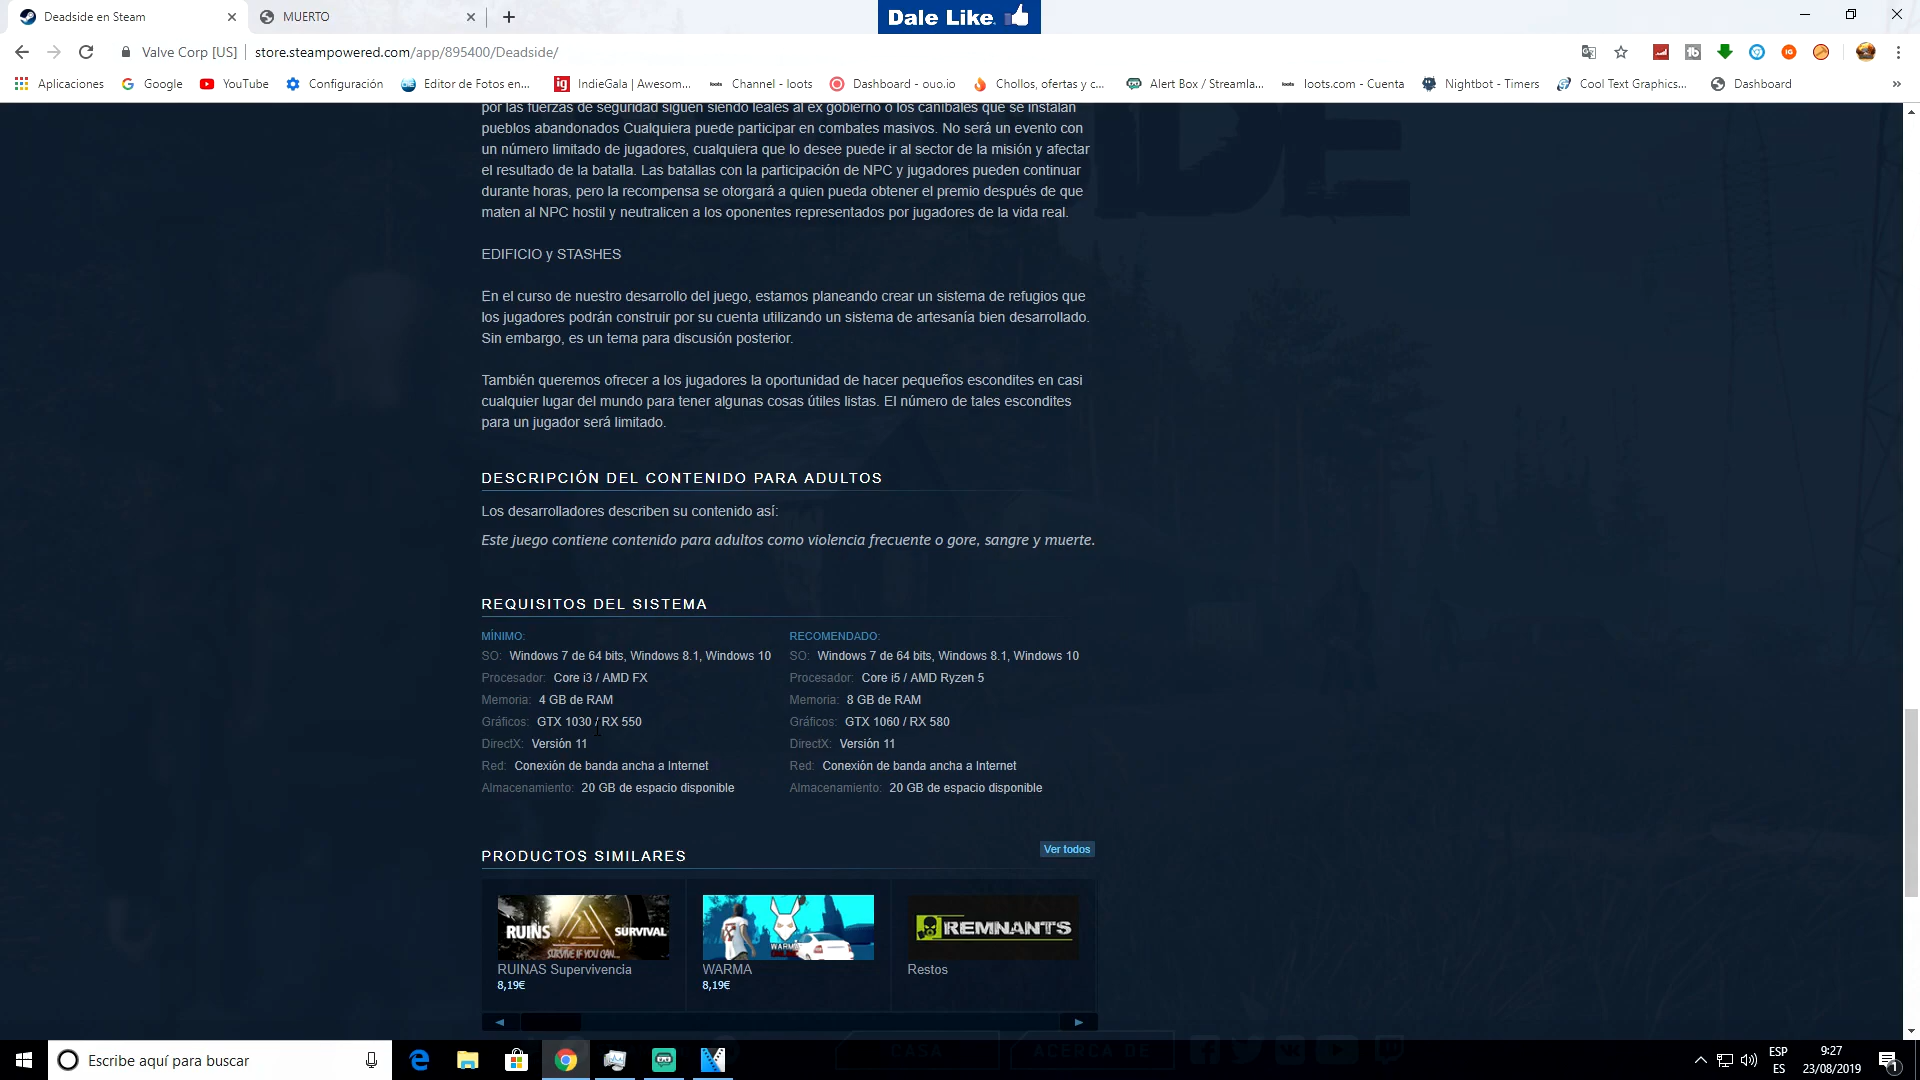 Deadside en Steam
MUERTO
Dale Like
Valve Corp [US]
store.steampowered.com/app/895400/Deadside/
Aplicaciones
Google
YouTube
Configuración
Editor de Fotos en...
IndieGala | Awesom...
Channel - loots
Dashboard - ouo.io
Chollos, ofertas y c...
Alert Box / Streamla...
loots.com - Cuenta
Nightbot - Timers
Cool Text Graphics...
Dashboard
por las fuerzas de seguridad siguen siendo leales al ex gobierno o los caníbales que se instalan
pueblos abandonados Cualquiera puede participar en combates masivos. No será un evento con
un número limitado de jugadores, cualquiera que lo desee puede ir al sector de la misión y afectar
el resultado de la batalla. Las batallas con la participación de NPC y jugadores pueden continuar
durante horas, pero la recompensa se otorgará a quien pueda obtener el premio después de que
maten al NPC hostil y neutralicen a los oponentes representados por jugadores de la vida real.
EDIFICIO y STASHES
En el curso de nuestro desarrollo del juego, estamos planeando crear un sistema de refugios que
los jugadores podrán construir por su cuenta utilizando un sistema de artesanía bien desarrollado.
Sin embargo, es un tema para discusión posterior.
También queremos ofrecer a los jugadores la oportunidad de hacer pequeños escondites en casi
cualquier lugar del mundo para tener algunas cosas útiles listas. El número de tales escondites
para un jugador será limitado.
DESCRIPCIÓN DEL CONTENIDO PARA ADULTOS
Los desarrolladores describen su contenido así:
Este juego contiene contenido para adultos como violencia frecuente o gore, sangre y muerte.
REQUISITOS DEL SISTEMA
MÍNIMO:
SO: Windows 7 de 64 bits, Windows 8.1, Windows 10
Procesador: Core i3 / AMD FX
Memoria: 4 GB de RAM
Gráficos: GTX 1030 / RX 550
DirectX: Versión 11
Red: Conexión de banda ancha a Internet
Almacenamiento: 20 GB de espacio disponible
RECOMENDADO:
SO: Windows 7 de 64 bits, Windows 8.1, Windows 10
Procesador: Core i5 / AMD Ryzen 5
Memoria: 8 GB de RAM
Gráficos: GTX 1060 / RX 580
DirectX: Versión 11
Red: Conexión de banda ancha a Internet
Almacenamiento: 20 GB de espacio disponible
PRODUCTOS SIMILARES
Ver todos
RUINS SURVIVAL
SURVIVE IF YOU CAN...
RUINAS Supervivencia
8,19€
WARMA
WARMA
8,19€
REMNANTS
Restos
CASA
ACERCA DE
Escribe aquí para buscar
ESP
ES
9:27
23/08/2019
1